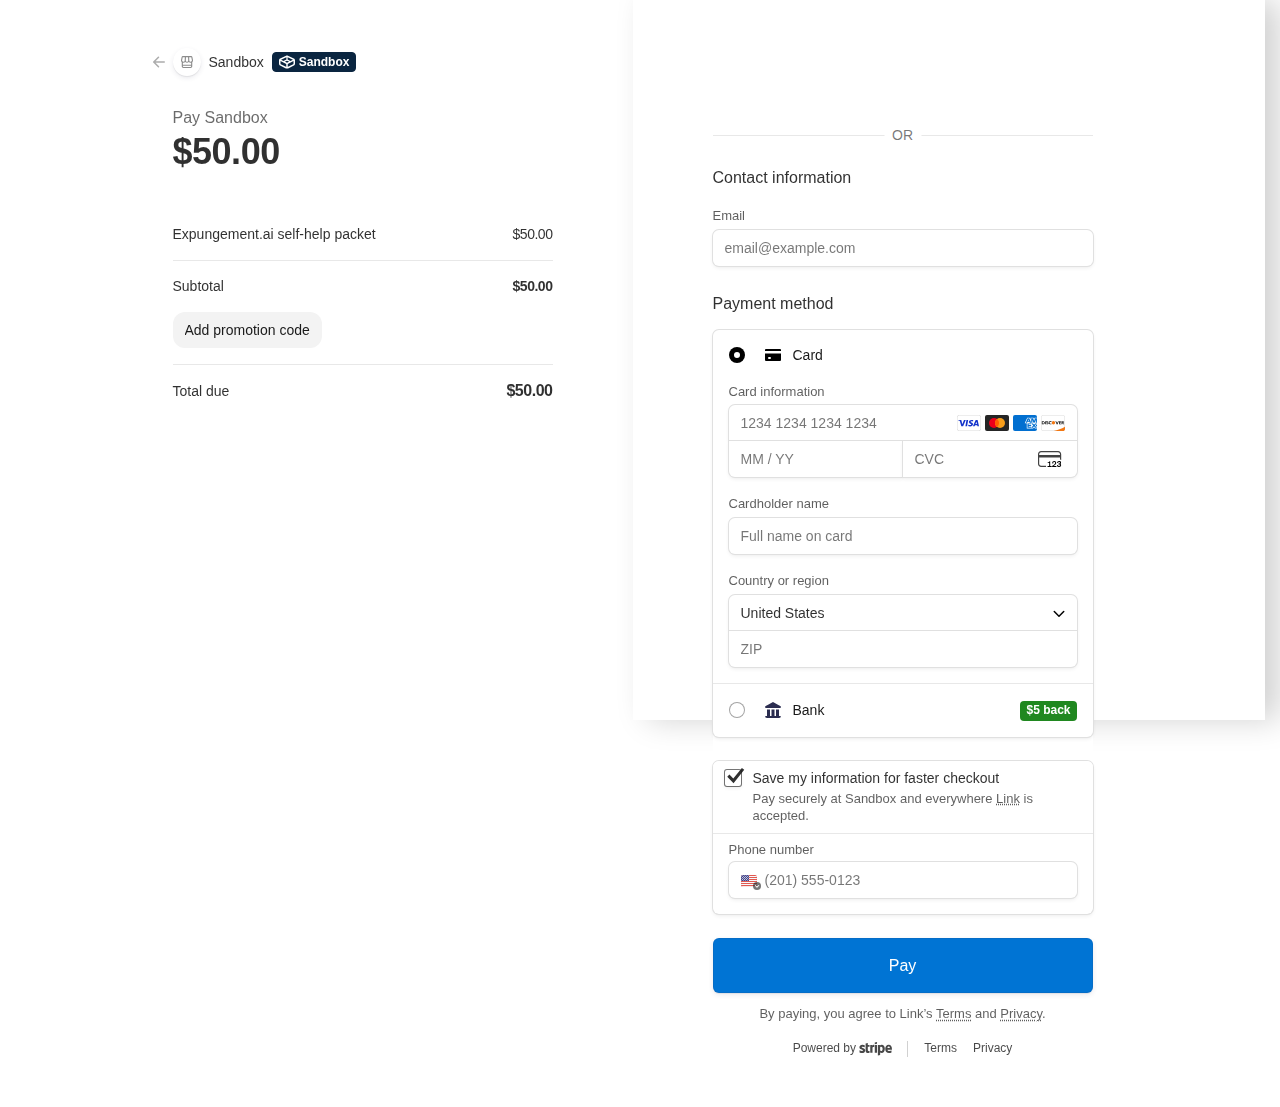 Sandbox
Sandbox
Pay Sandbox
$50.00
Expungement.ai self-help packet $50.00
Subtotal $50.00
Add promotion code
Total due $50.00
OR
Contact information
Email
email@example.com
Payment method
Card
Card information
1234 1234 1234 1234 VISA AMEX DISCOVER
MM / YY CVC 123
Cardholder name
Full name on card
Country or region
United States
ZIP
Bank $5 back
Save my information for faster checkout
Pay securely at Sandbox and everywhere Link is
accepted.
Phone number
(201) 555-0123
Pay
By paying, you agree to Link’s Terms and Privacy.
Powered by stripe Terms Privacy